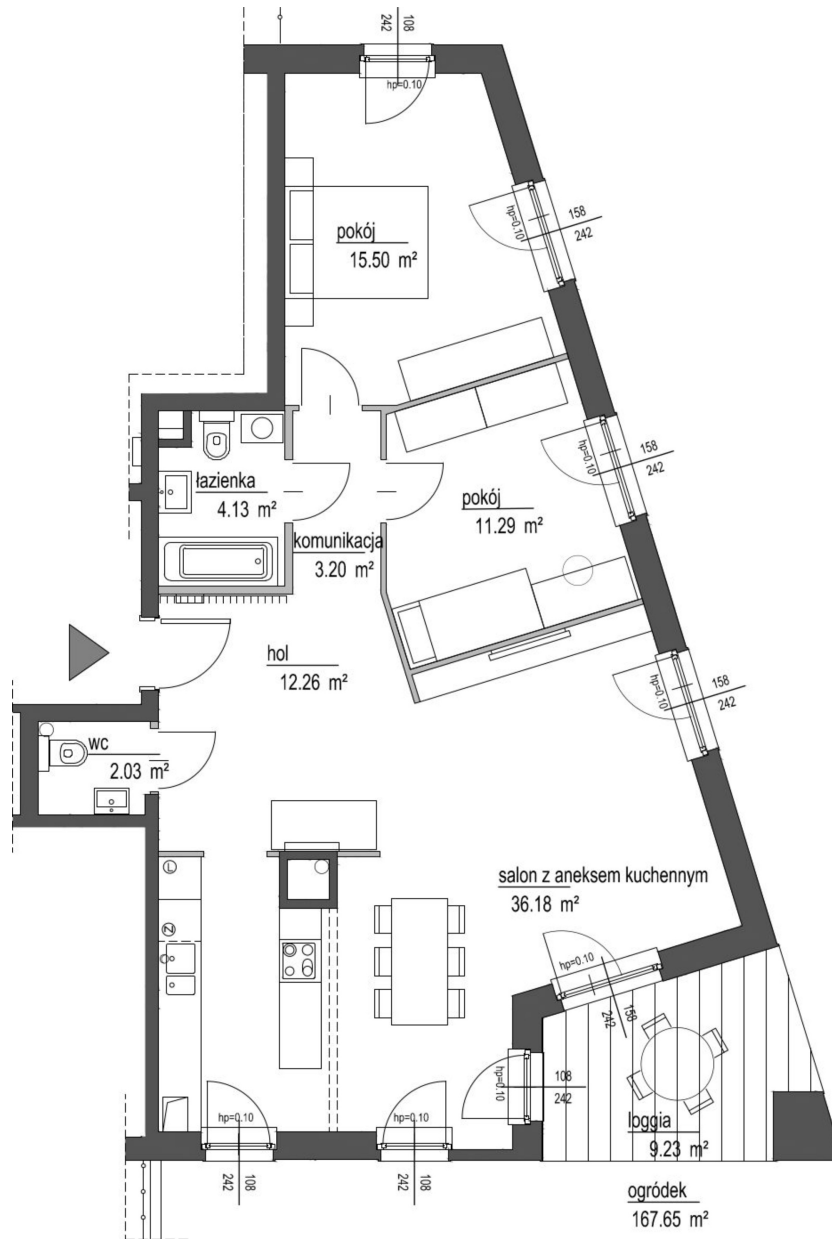 242
108
hp=0.10
pokój
15.50 m²
hp=0.10
158
242
łazienka
4.13 m²
komunikacja
3.20 m²
pokój
11.29 m²
hp=0.10
158
242
hol
12.26 m²
hp=0.10
158
242
wc
2.03 m²
L
Z
salon z aneksem kuchennym
36.18 m²
hp=0.10
242
158
hp=0.10
108
242
hp=0.10
242
108
hp=0.10
242
108
loggia
9.23 m²
ogródek
167.65 m²